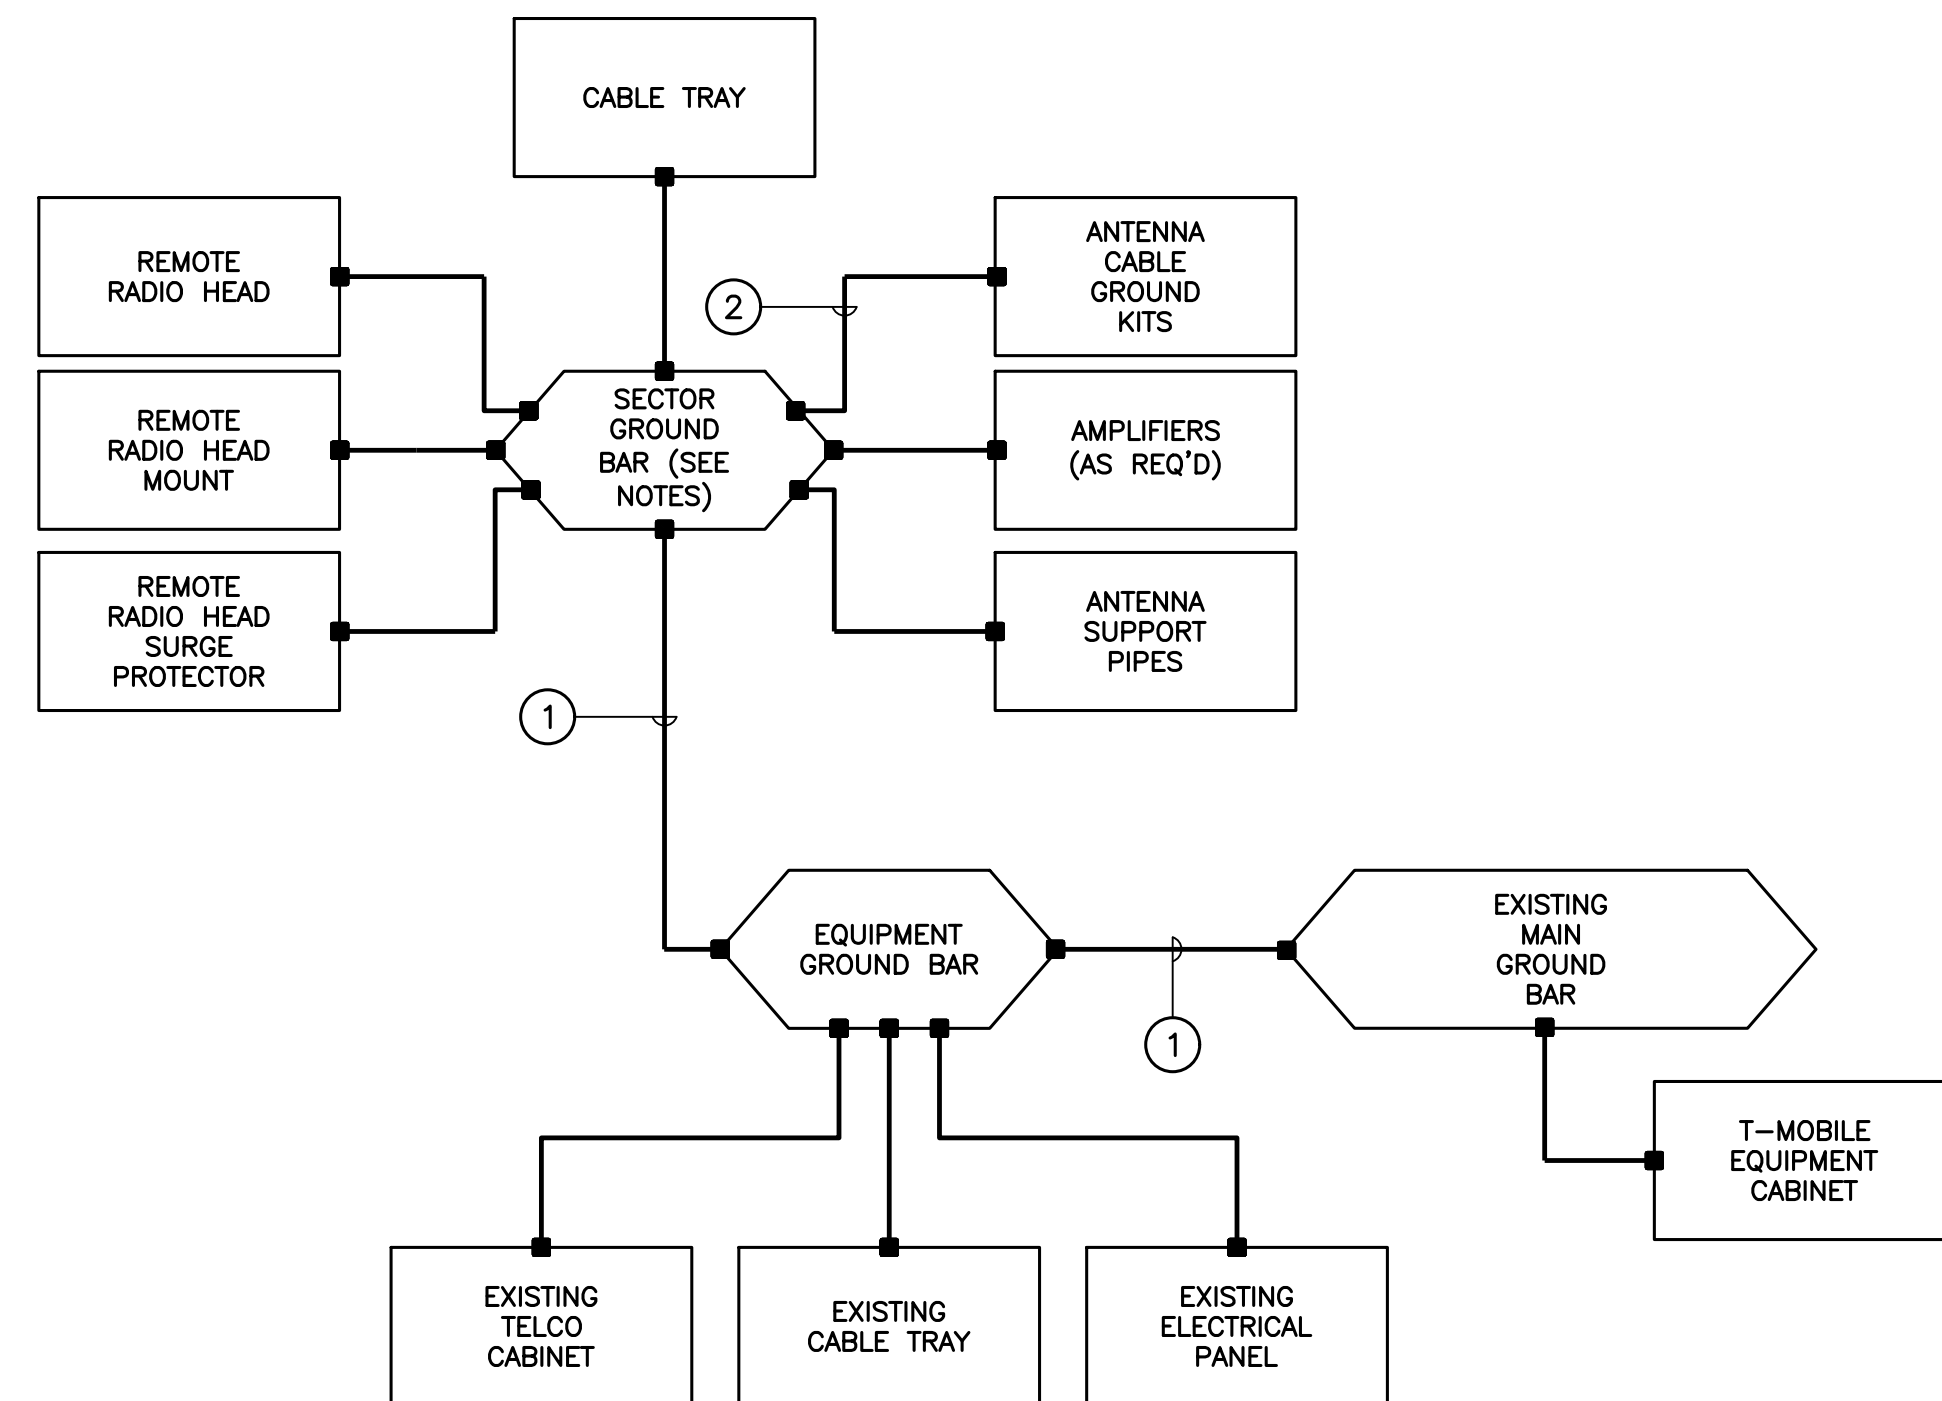 CABLE TRAY
REMOTE
RADIO HEAD
ANTENNA
CABLE
GROUND
KITS
2
REMOTE
RADIO HEAD
MOUNT
SECTOR
GROUND
BAR (SEE
NOTES)
AMPLIFIERS
(AS REQ'D)
REMOTE
RADIO HEAD
SURGE
PROTECTOR
ANTENNA
SUPPORT
PIPES
1
EQUIPMENT
GROUND BAR
EXISTING
MAIN
GROUND
BAR
1
T-MOBILE
EQUIPMENT
CABINET
EXISTING
TELCO
CABINET
EXISTING
CABLE TRAY
EXISTING
ELECTRICAL
PANEL